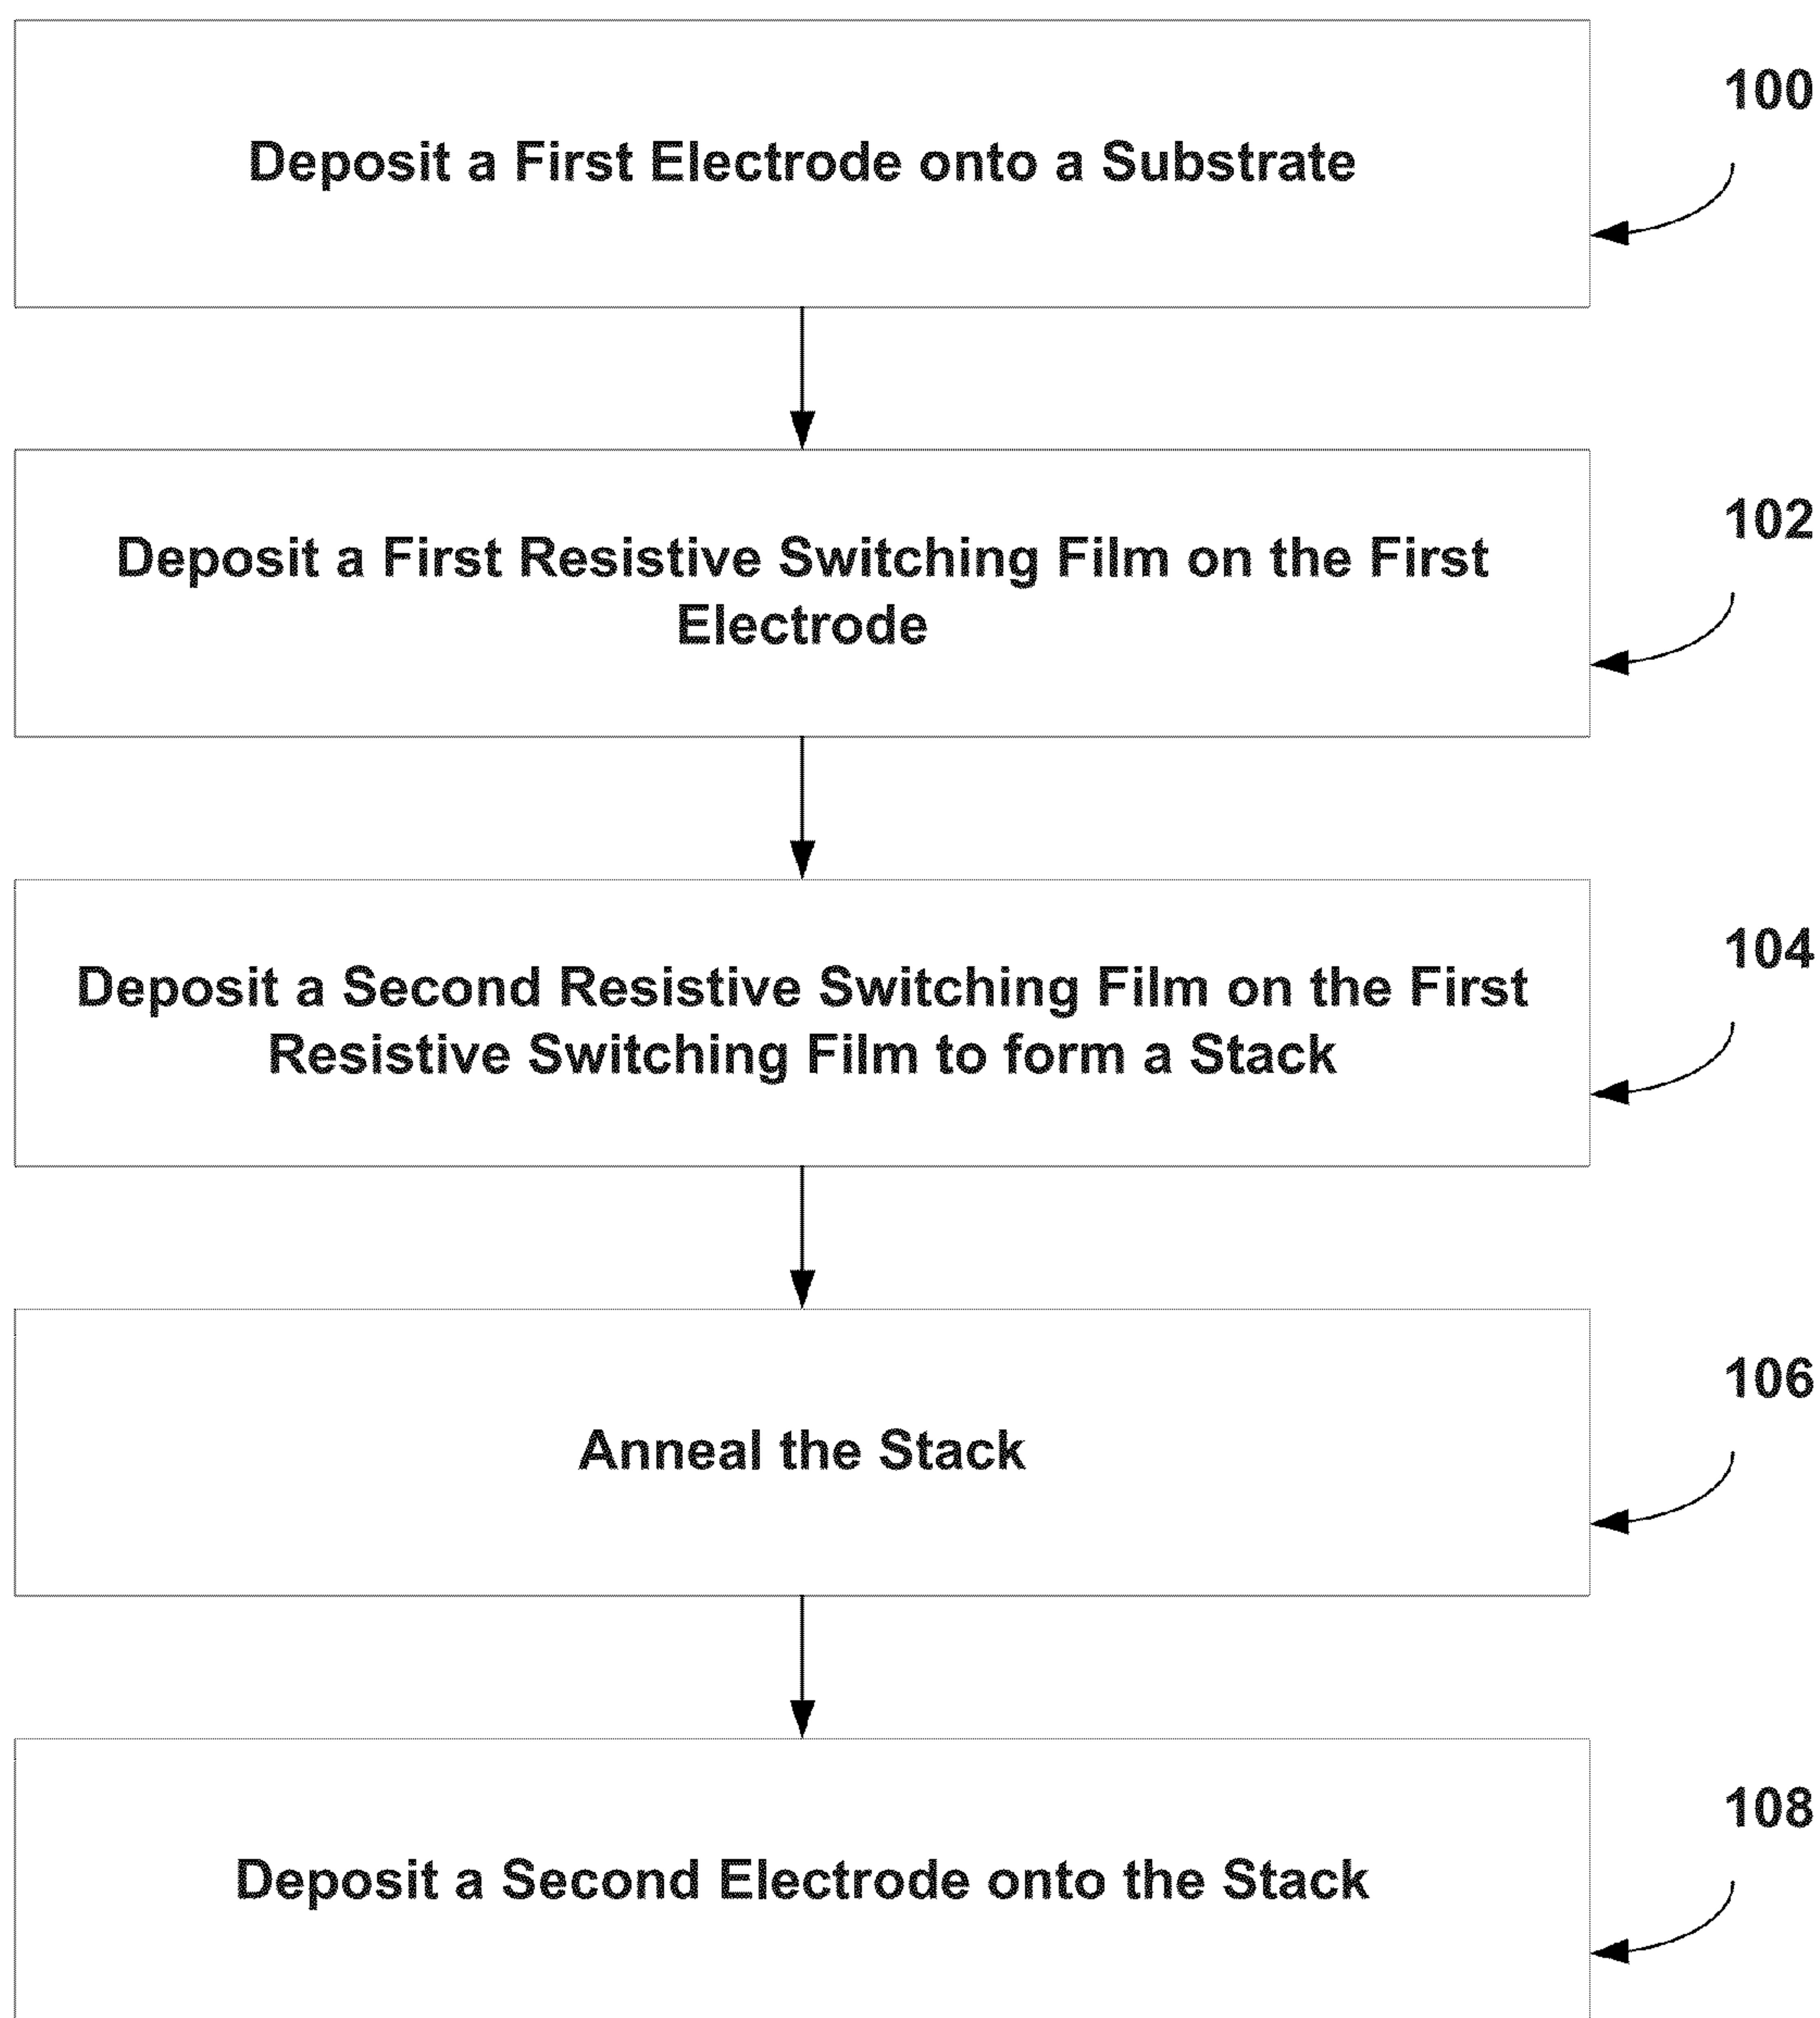 100
Deposit a First Electrode onto a Substrate
102
Deposit a First Resistive Switching Film on the First
Electrode
104
Deposit a Second Resistive Switching Film on the First
Resistive Switching Film to form a Stack
106
Anneal the Stack
108
Deposit a Second Electrode onto the Stack